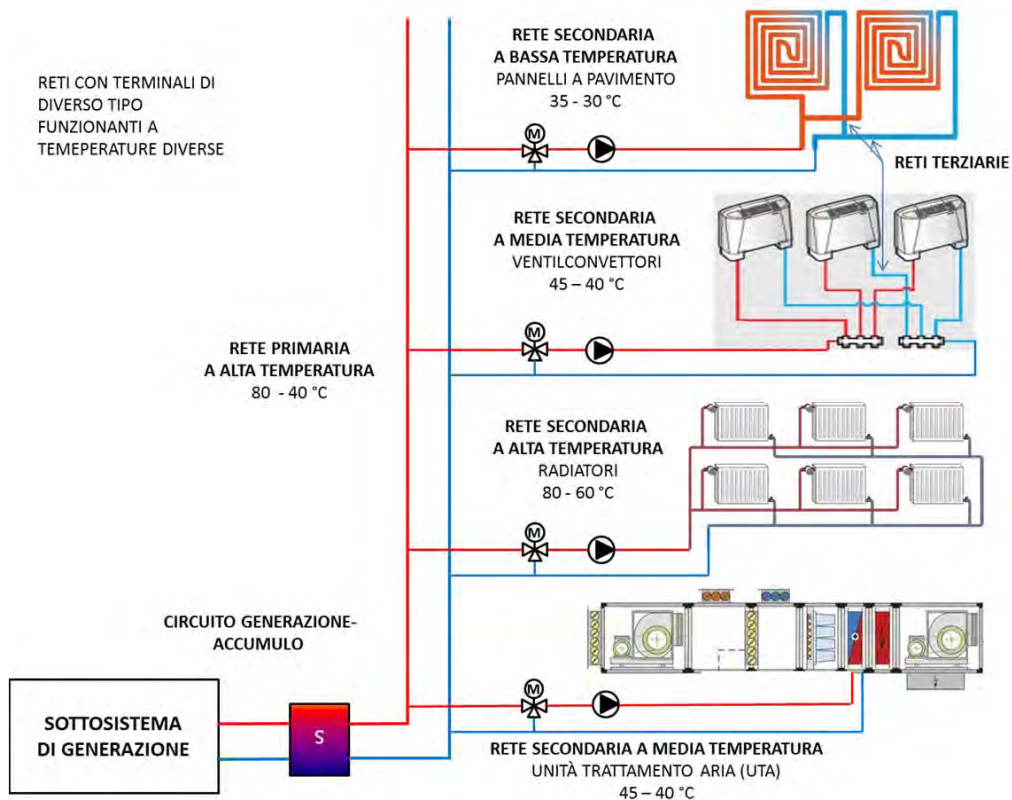 RETI CON TERMINALI DI
DIVERSO TIPO
FUNZIONANTI A
TEMEPERATURE DIVERSE
RETE SECONDARIA
A BASSA TEMPERATURA
PANNELLI A PAVIMENTO
35 - 30 °C
M
RETI TERZIARIE
RETE SECONDARIA
A MEDIA TEMPERATURA
VENTILCONVETTORI
45 – 40 °C
M
RETE PRIMARIA
A ALTA TEMPERATURA
80 - 40 °C
RETE SECONDARIA
A ALTA TEMPERATURA
RADIATORI
80 - 60 °C
M
CIRCUITO GENERAZIONE-
ACCUMULO
M
SOTTOSISTEMA
DI GENERAZIONE
S
RETE SECONDARIA A MEDIA TEMPERATURA
UNITÀ TRATTAMENTO ARIA (UTA)
45 – 40 °C